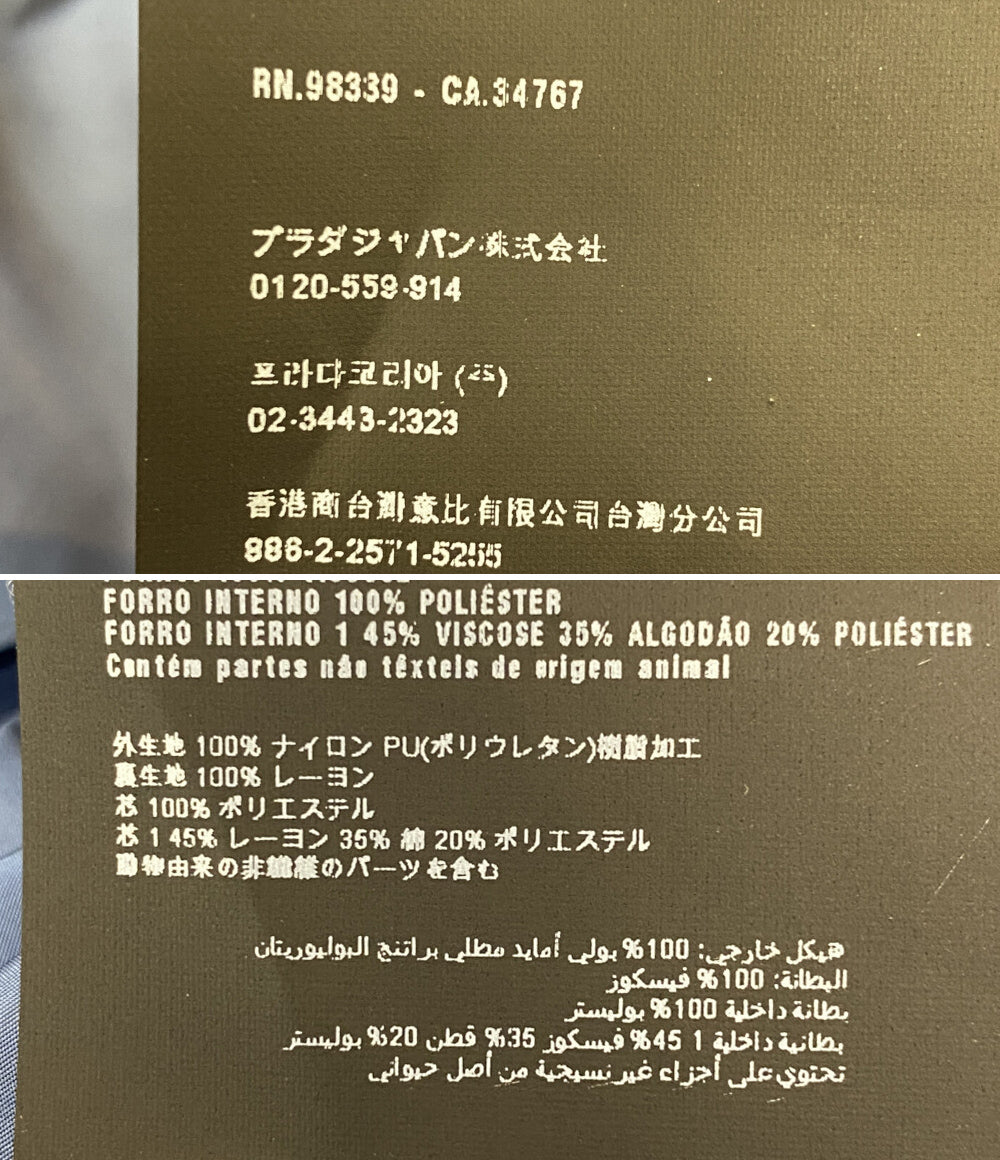 RN.98339 - CA.34767
プラダジャパン株式会社
0120-559-914
프라다코리아 (주)
02-3443-2323
香港商台灣意比有限公司台灣分公司
886-2-2571-5255
FORRO INTERNO 100% POLIÉSTER
FORRO INTERNO 1 45% VISCOSE 35% ALGODÃO 20% POLIÉSTER
Contém partes não têxteis de origem animal
外生地 100% ナイロン PU(ポリウレタン)樹脂加工
裏生地 100% レーヨン
芯 100% ポリエステル
芯 1 45% レーヨン 35% 綿 20% ポリエステル
動物由来の非繊維のパーツを含む
هيكل خارجي: 100% بولي أمايد مطلي براتنج البوليوريتان
البطانة: 100% فيسكوز
بطانة داخلية 100% بوليستر
بطانية داخلية 1 45% فيسكوز 35% قطن 20% بوليستر
تحتوي على أجزاء غير نسيجية من أصل حيواني